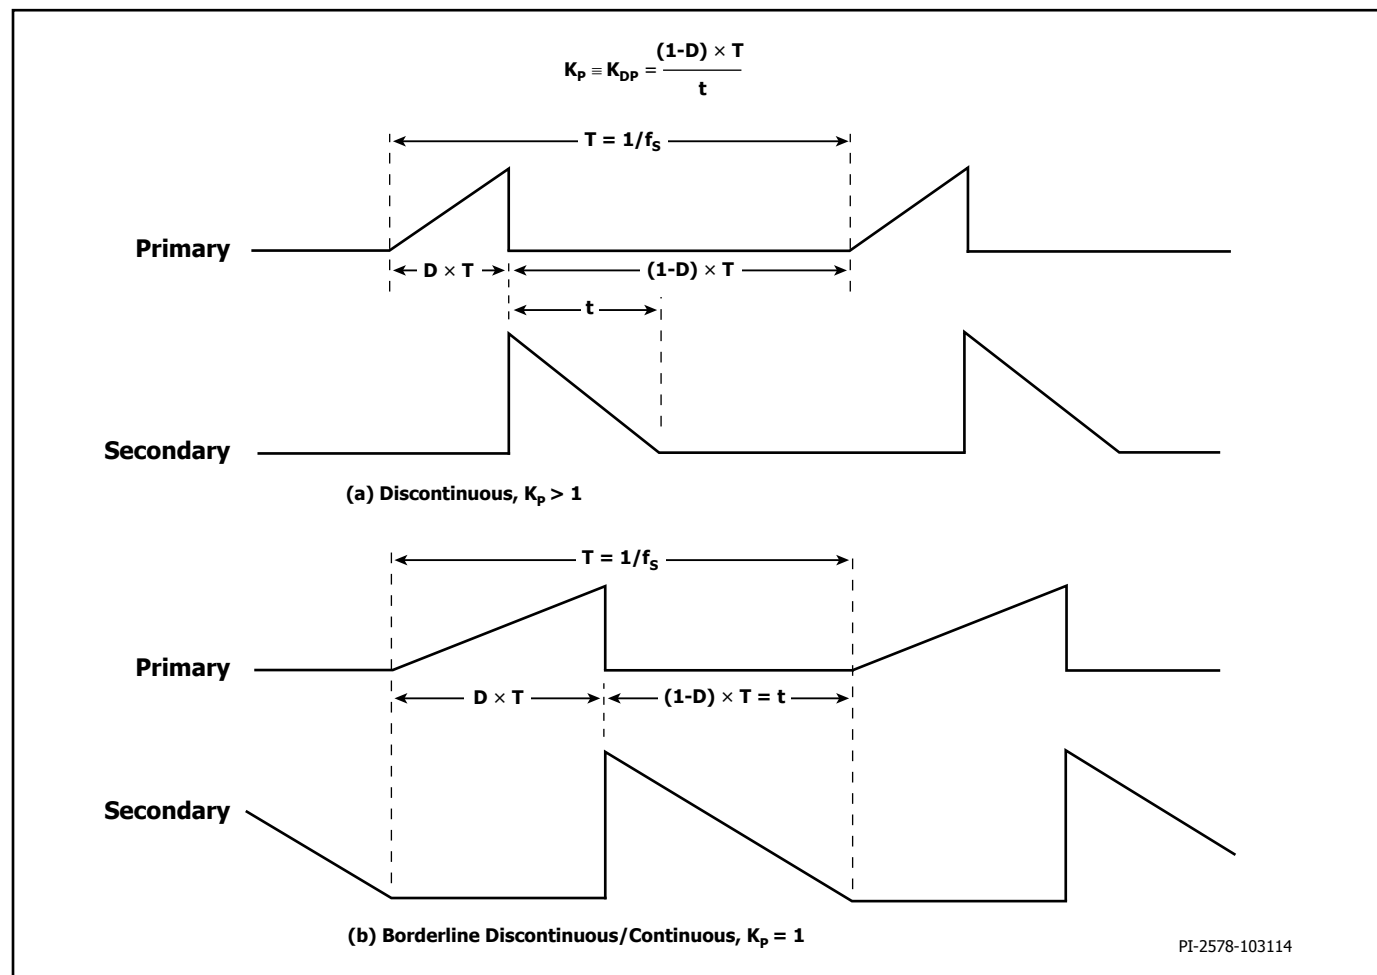 K_P ≡ K_DP = (1-D) × T / t
T = 1/f_S
Primary
D × T
(1-D) × T
t
Secondary
(a) Discontinuous, K_P > 1
T = 1/f_S
Primary
D × T
(1-D) × T = t
Secondary
(b) Borderline Discontinuous/Continuous, K_P = 1
PI-2578-103114